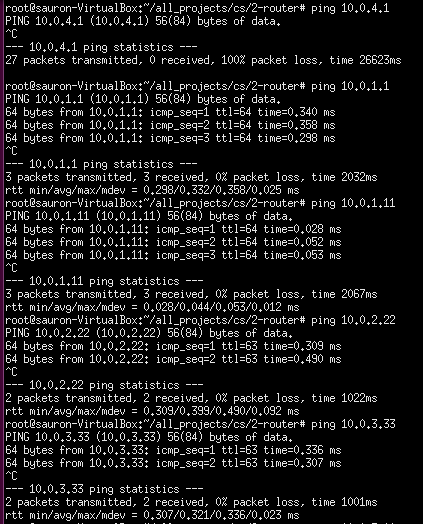 root@sauron-VirtualBox:~/all_projects/cs/2-router# ping 10.0.4.1
PING 10.0.4.1 (10.0.4.1) 56(84) bytes of data.
^C
--- 10.0.4.1 ping statistics ---
27 packets transmitted, 0 received, 100% packet loss, time 26623ms

root@sauron-VirtualBox:~/all_projects/cs/2-router# ping 10.0.1.1
PING 10.0.1.1 (10.0.1.1) 56(84) bytes of data.
64 bytes from 10.0.1.1: icmp_seq=1 ttl=64 time=0.340 ms
64 bytes from 10.0.1.1: icmp_seq=2 ttl=64 time=0.358 ms
64 bytes from 10.0.1.1: icmp_seq=3 ttl=64 time=0.298 ms
^C
--- 10.0.1.1 ping statistics ---
3 packets transmitted, 3 received, 0% packet loss, time 2032ms
rtt min/avg/max/mdev = 0.298/0.332/0.358/0.025 ms
root@sauron-VirtualBox:~/all_projects/cs/2-router# ping 10.0.1.11
PING 10.0.1.11 (10.0.1.11) 56(84) bytes of data.
64 bytes from 10.0.1.11: icmp_seq=1 ttl=64 time=0.028 ms
64 bytes from 10.0.1.11: icmp_seq=2 ttl=64 time=0.052 ms
64 bytes from 10.0.1.11: icmp_seq=3 ttl=64 time=0.053 ms
^C
--- 10.0.1.11 ping statistics ---
3 packets transmitted, 3 received, 0% packet loss, time 2067ms
rtt min/avg/max/mdev = 0.028/0.044/0.053/0.012 ms
root@sauron-VirtualBox:~/all_projects/cs/2-router# ping 10.0.2.22
PING 10.0.2.22 (10.0.2.22) 56(84) bytes of data.
64 bytes from 10.0.2.22: icmp_seq=1 ttl=63 time=0.309 ms
64 bytes from 10.0.2.22: icmp_seq=2 ttl=63 time=0.490 ms
^C
--- 10.0.2.22 ping statistics ---
2 packets transmitted, 2 received, 0% packet loss, time 1022ms
rtt min/avg/max/mdev = 0.309/0.399/0.490/0.092 ms
root@sauron-VirtualBox:~/all_projects/cs/2-router# ping 10.0.3.33
PING 10.0.3.33 (10.0.3.33) 56(84) bytes of data.
64 bytes from 10.0.3.33: icmp_seq=1 ttl=63 time=0.336 ms
64 bytes from 10.0.3.33: icmp_seq=2 ttl=63 time=0.307 ms
^C
--- 10.0.3.33 ping statistics ---
2 packets transmitted, 2 received, 0% packet loss, time 1001ms
rtt min/avg/max/mdev = 0.307/0.321/0.336/0.023 ms